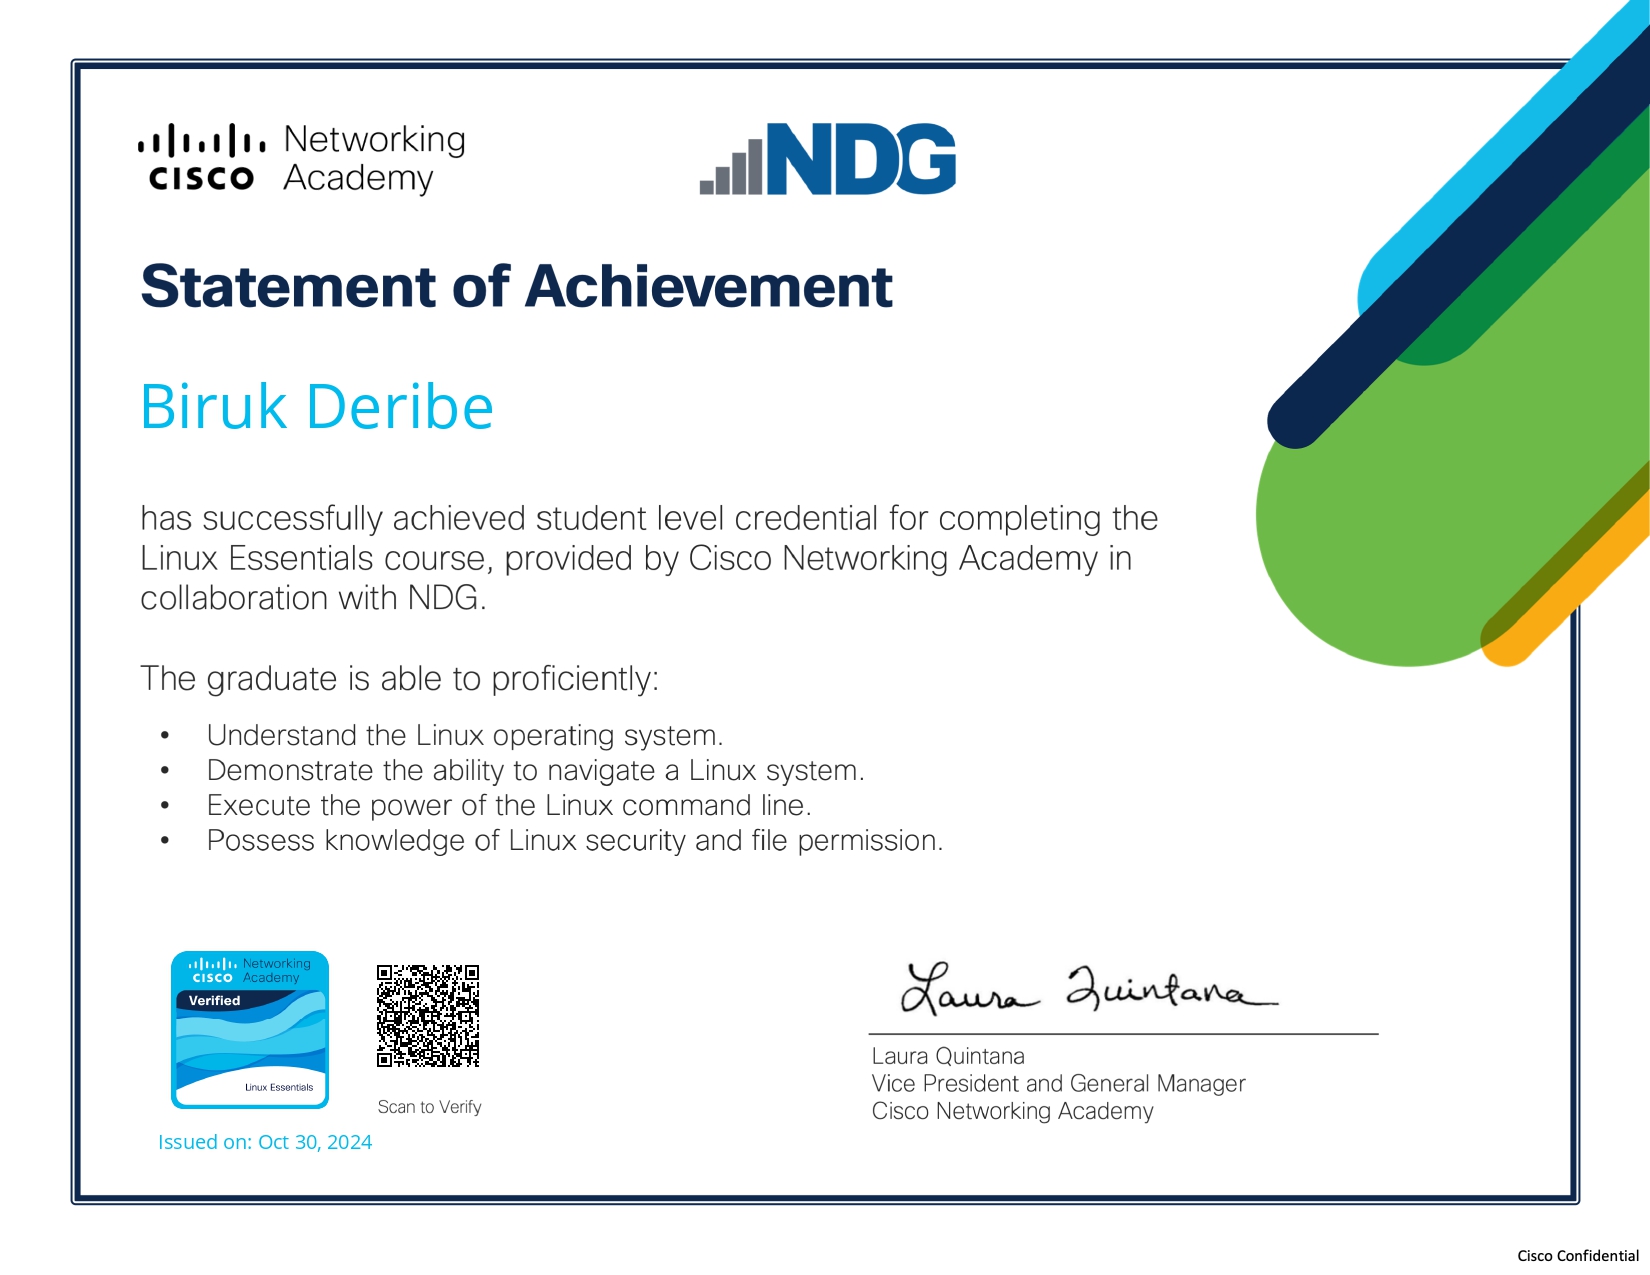 CISCO Networking Academy
NDG
Statement of Achievement
Biruk Deribe
has successfully achieved student level credential for completing the
Linux Essentials course, provided by Cisco Networking Academy in
collaboration with NDG.
The graduate is able to proficiently:
• Understand the Linux operating system.
• Demonstrate the ability to navigate a Linux system.
• Execute the power of the Linux command line.
• Possess knowledge of Linux security and file permission.
CISCO Networking Academy
Verified
Linux Essentials
Scan to Verify
Issued on: Oct 30, 2024
Laura Quintana
Laura Quintana
Vice President and General Manager
Cisco Networking Academy
Cisco Confidential